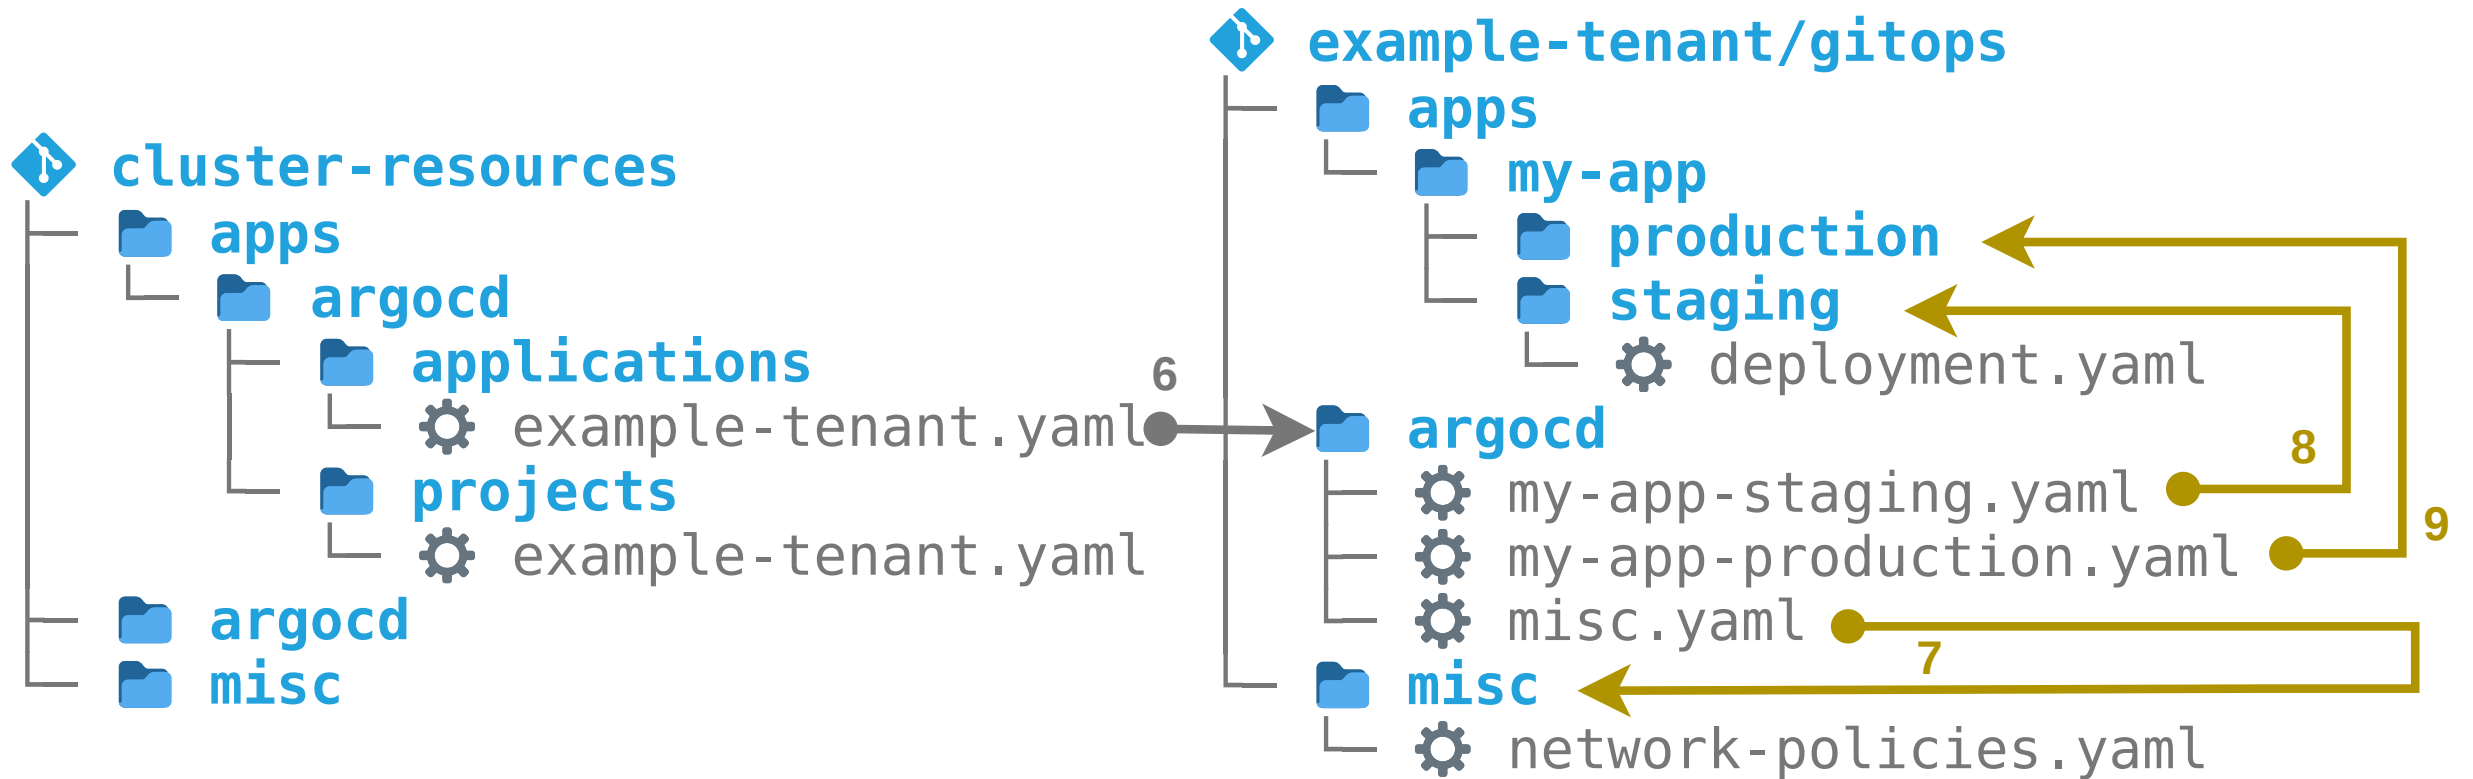 cluster-resources
apps
argocd
applications
example-tenant.yaml
projects
example-tenant.yaml
argocd
misc
6
example-tenant/gitops
apps
my-app
production
staging
deployment.yaml
argocd
my-app-staging.yaml
8
my-app-production.yaml
9
misc.yaml
7
misc
network-policies.yaml